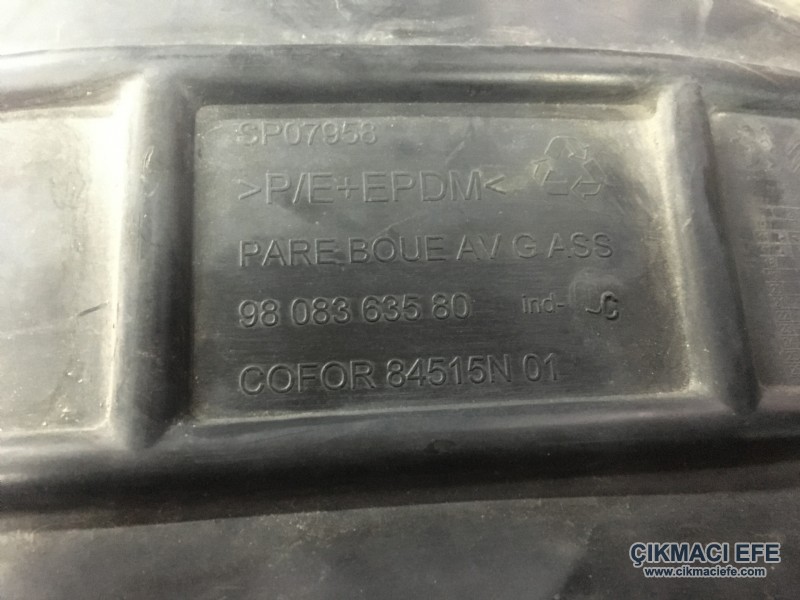 SP07958
>P/E+EPDM<
PARE BOUE AV G ASS
98 083 635 80 ind- C
COFOR 84515N 01
ÇIKMACI EFE
www.cikmaciefe.com